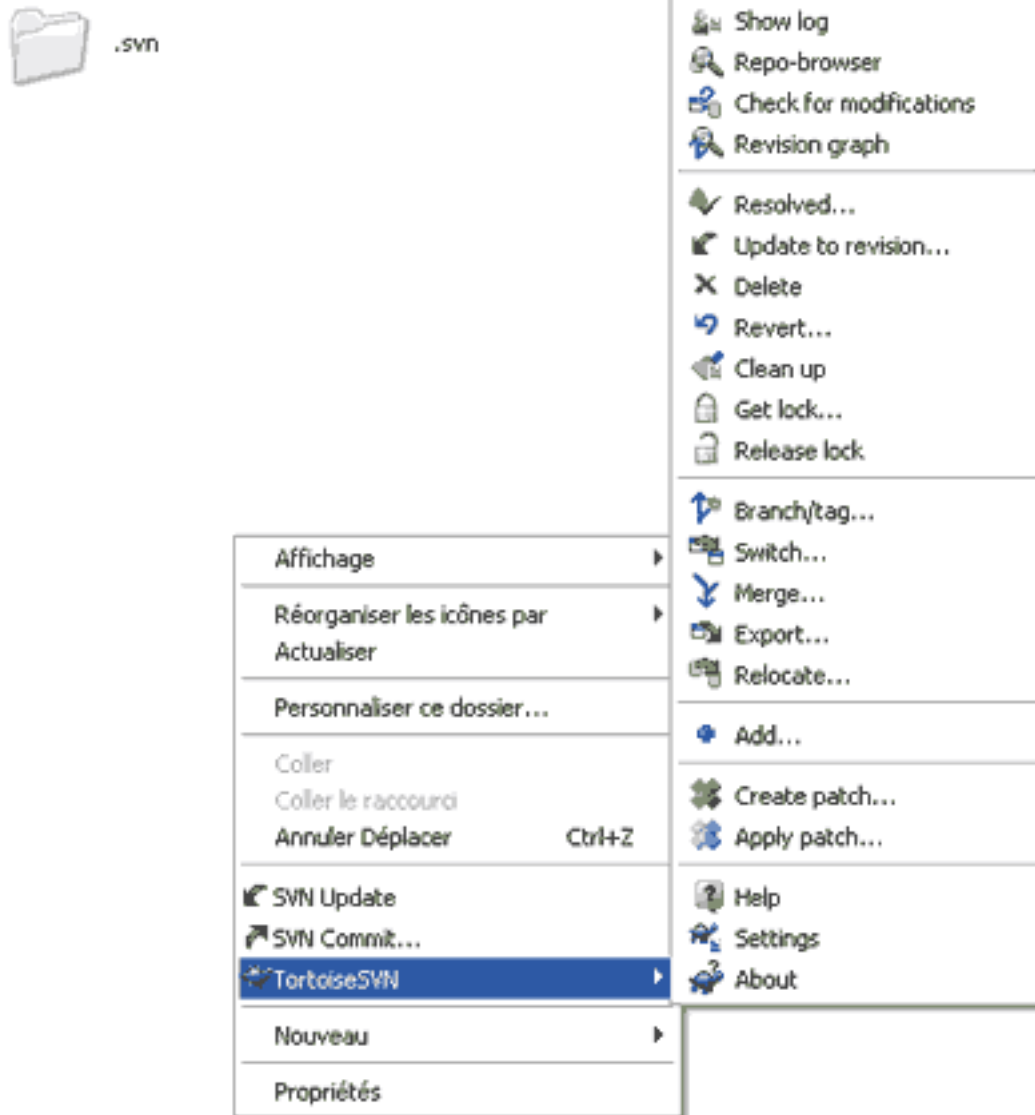 .svn
Show log
Repo-browser
Check for modifications
Revision graph
Resolved...
Update to revision...
Delete
Revert...
Clean up
Get lock...
Release lock
Branch/tag...
Switch...
Merge...
Export...
Relocate...
Add...
Create patch...
Apply patch...
Help
Settings
About
Affichage
Réorganiser les icônes par
Actualiser
Personnaliser ce dossier...
Coller
Coller le raccourci
Annuler Déplacer Ctrl+Z
SVN Update
SVN Commit...
TortoiseSVN
Nouveau
Propriétés